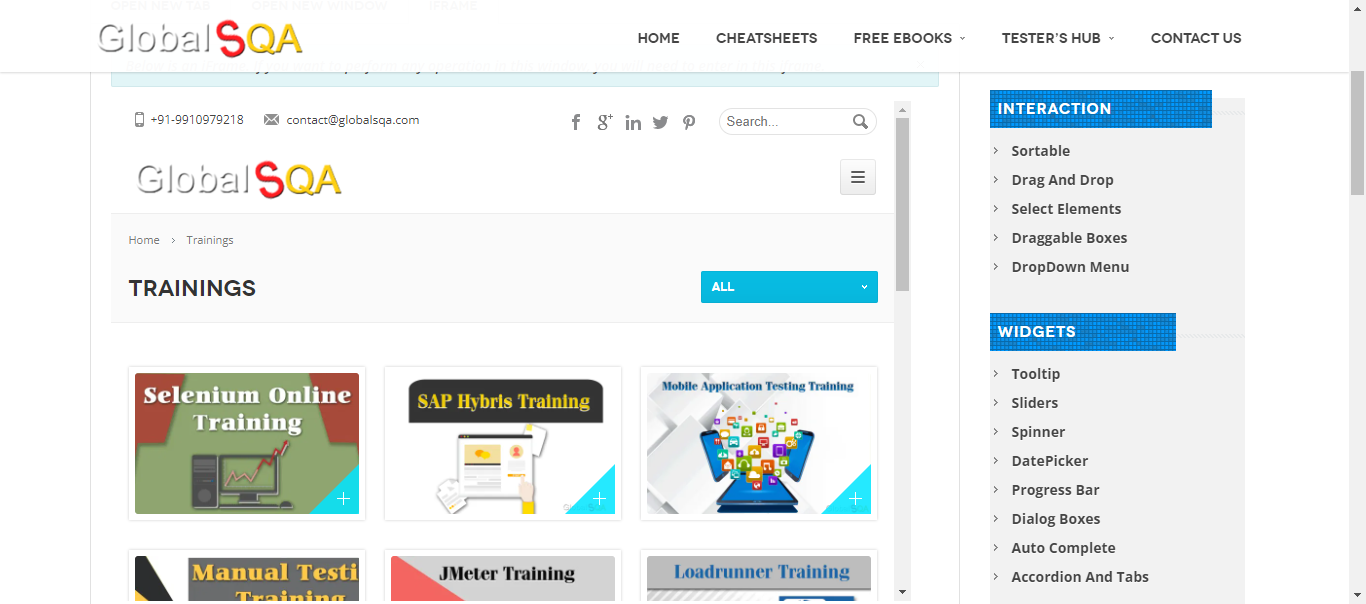 OPEN NEW TAB OPEN NEW WINDOW IFRAME
GlobalSQA
HOME CHEATSHEETS FREE EBOOKS TESTER'S HUB CONTACT US
+91-9910979218 contact@globalsqa.com
Search...
GlobalSQA
Home > Trainings
TRAININGS
ALL
Selenium Online
Training
SAP Hybris Training
Mobile Application Testing Training
Manual Testi
Training
JMeter Training
Loadrunner Training
INTERACTION
Sortable
Drag And Drop
Select Elements
Draggable Boxes
DropDown Menu
WIDGETS
Tooltip
Sliders
Spinner
DatePicker
Progress Bar
Dialog Boxes
Auto Complete
Accordion And Tabs